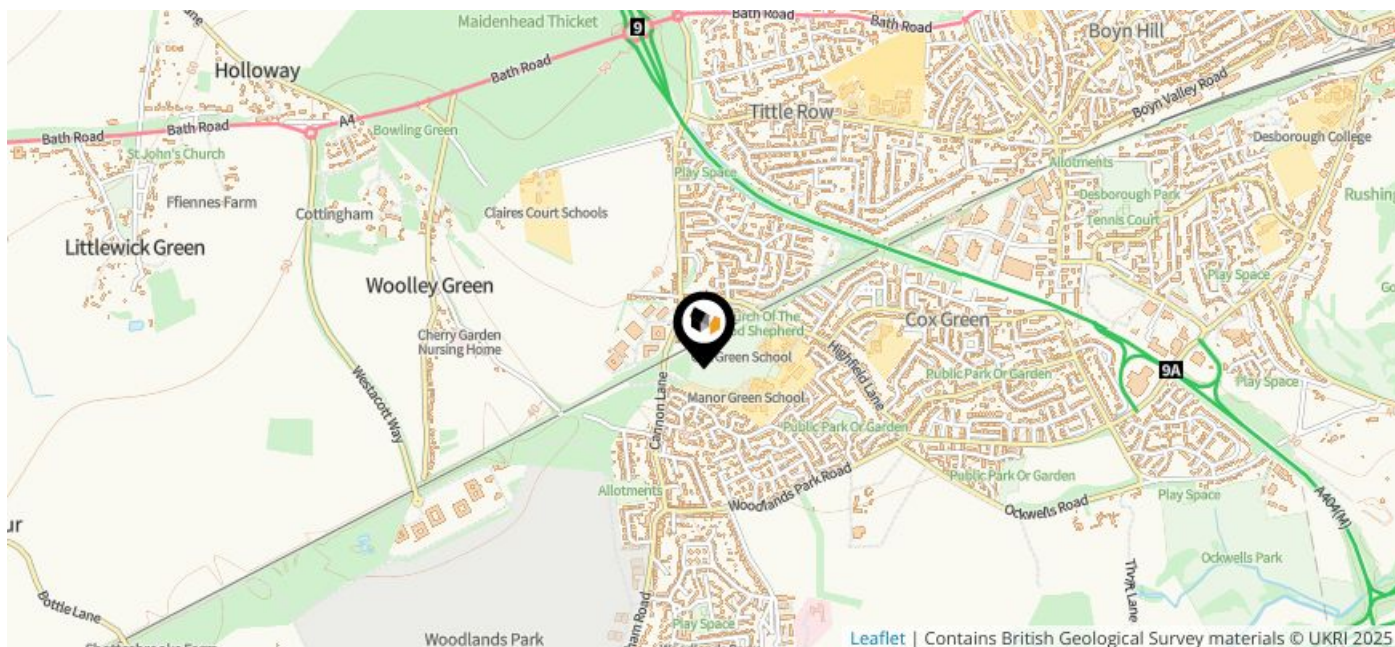 Maidenhead Thicket
9
Bath Road
Bath Road
Boyn Hill
Holloway
Bath Road
Boyn Valley Road
Tittle Row
Bath Road
Bath Road
A4
Bowling Green
Desborough College
St John's Church
Allotments
Play Space
Desborough Park
Ffiennes Farm
Cottingham
Claires Court Schools
Tennis Court
Littlewick Green
Play Space
Woolley Green
Cox Green
Cherry Garden
Nursing Home
Green School
Highfield Lane
Public Park Or Garden
9A
Play Space
Westacott Way
Cannon Lane
Manor Green School
Public Park Or Garden
Public Park Or Garden
Allotments
Woodlands Park Road
Ockwells Road
Play Space
A404(M)
Ockwells Park
Bottle Lane
Lane
Road
Play Space
Woodlands Park
Leaflet | Contains British Geological Survey materials © UKRI 2025